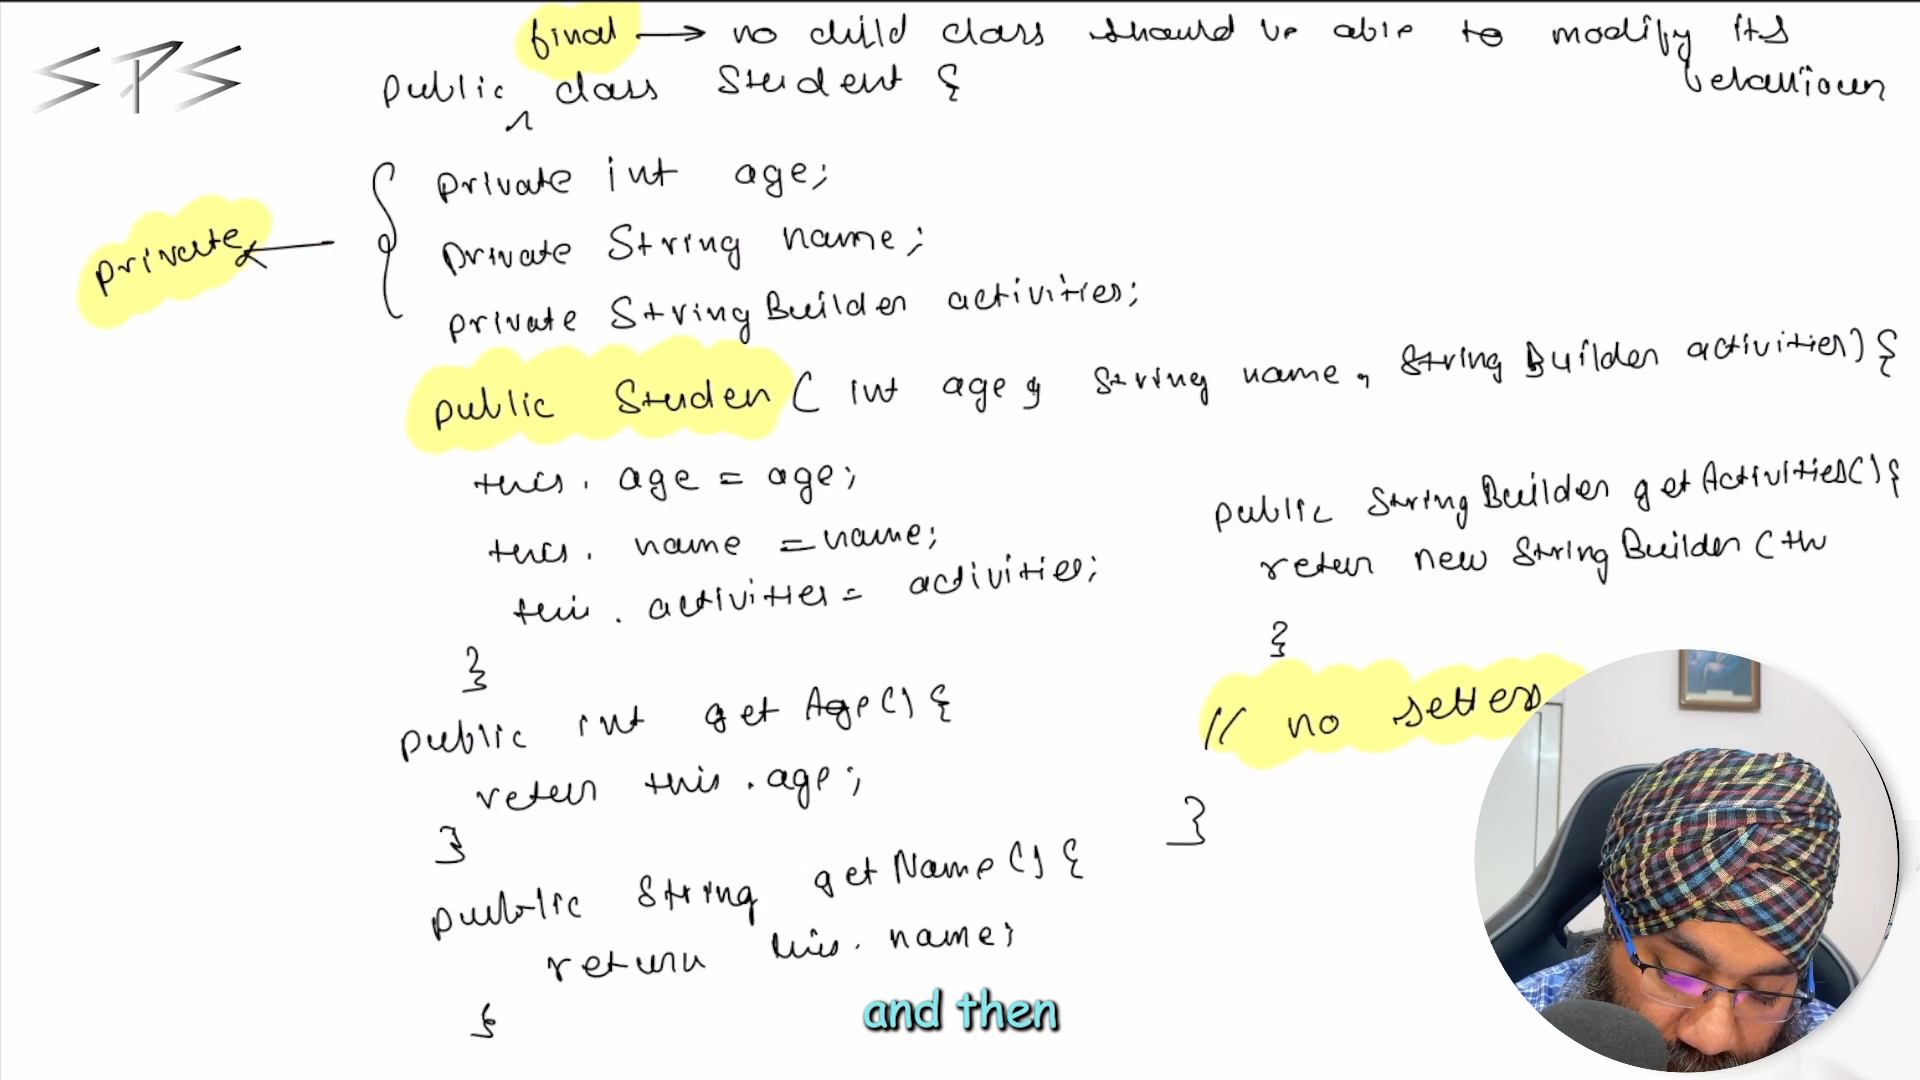 SPS
final → no child class should be able to modify its
behaviour
public class Student {
private
private int age;
private String name;
private StringBuilder activities;
public Studen ( int age, String name, String Builder activities) {
this. age = age;
this. name = name;
this. activities = activities;
}
public int getAge() {
return this.age;
}
public String getName() {
return this. name;
}
public StringBuilder getActivities() {
return new StringBuilder ( th
}
// no setters
}
and then